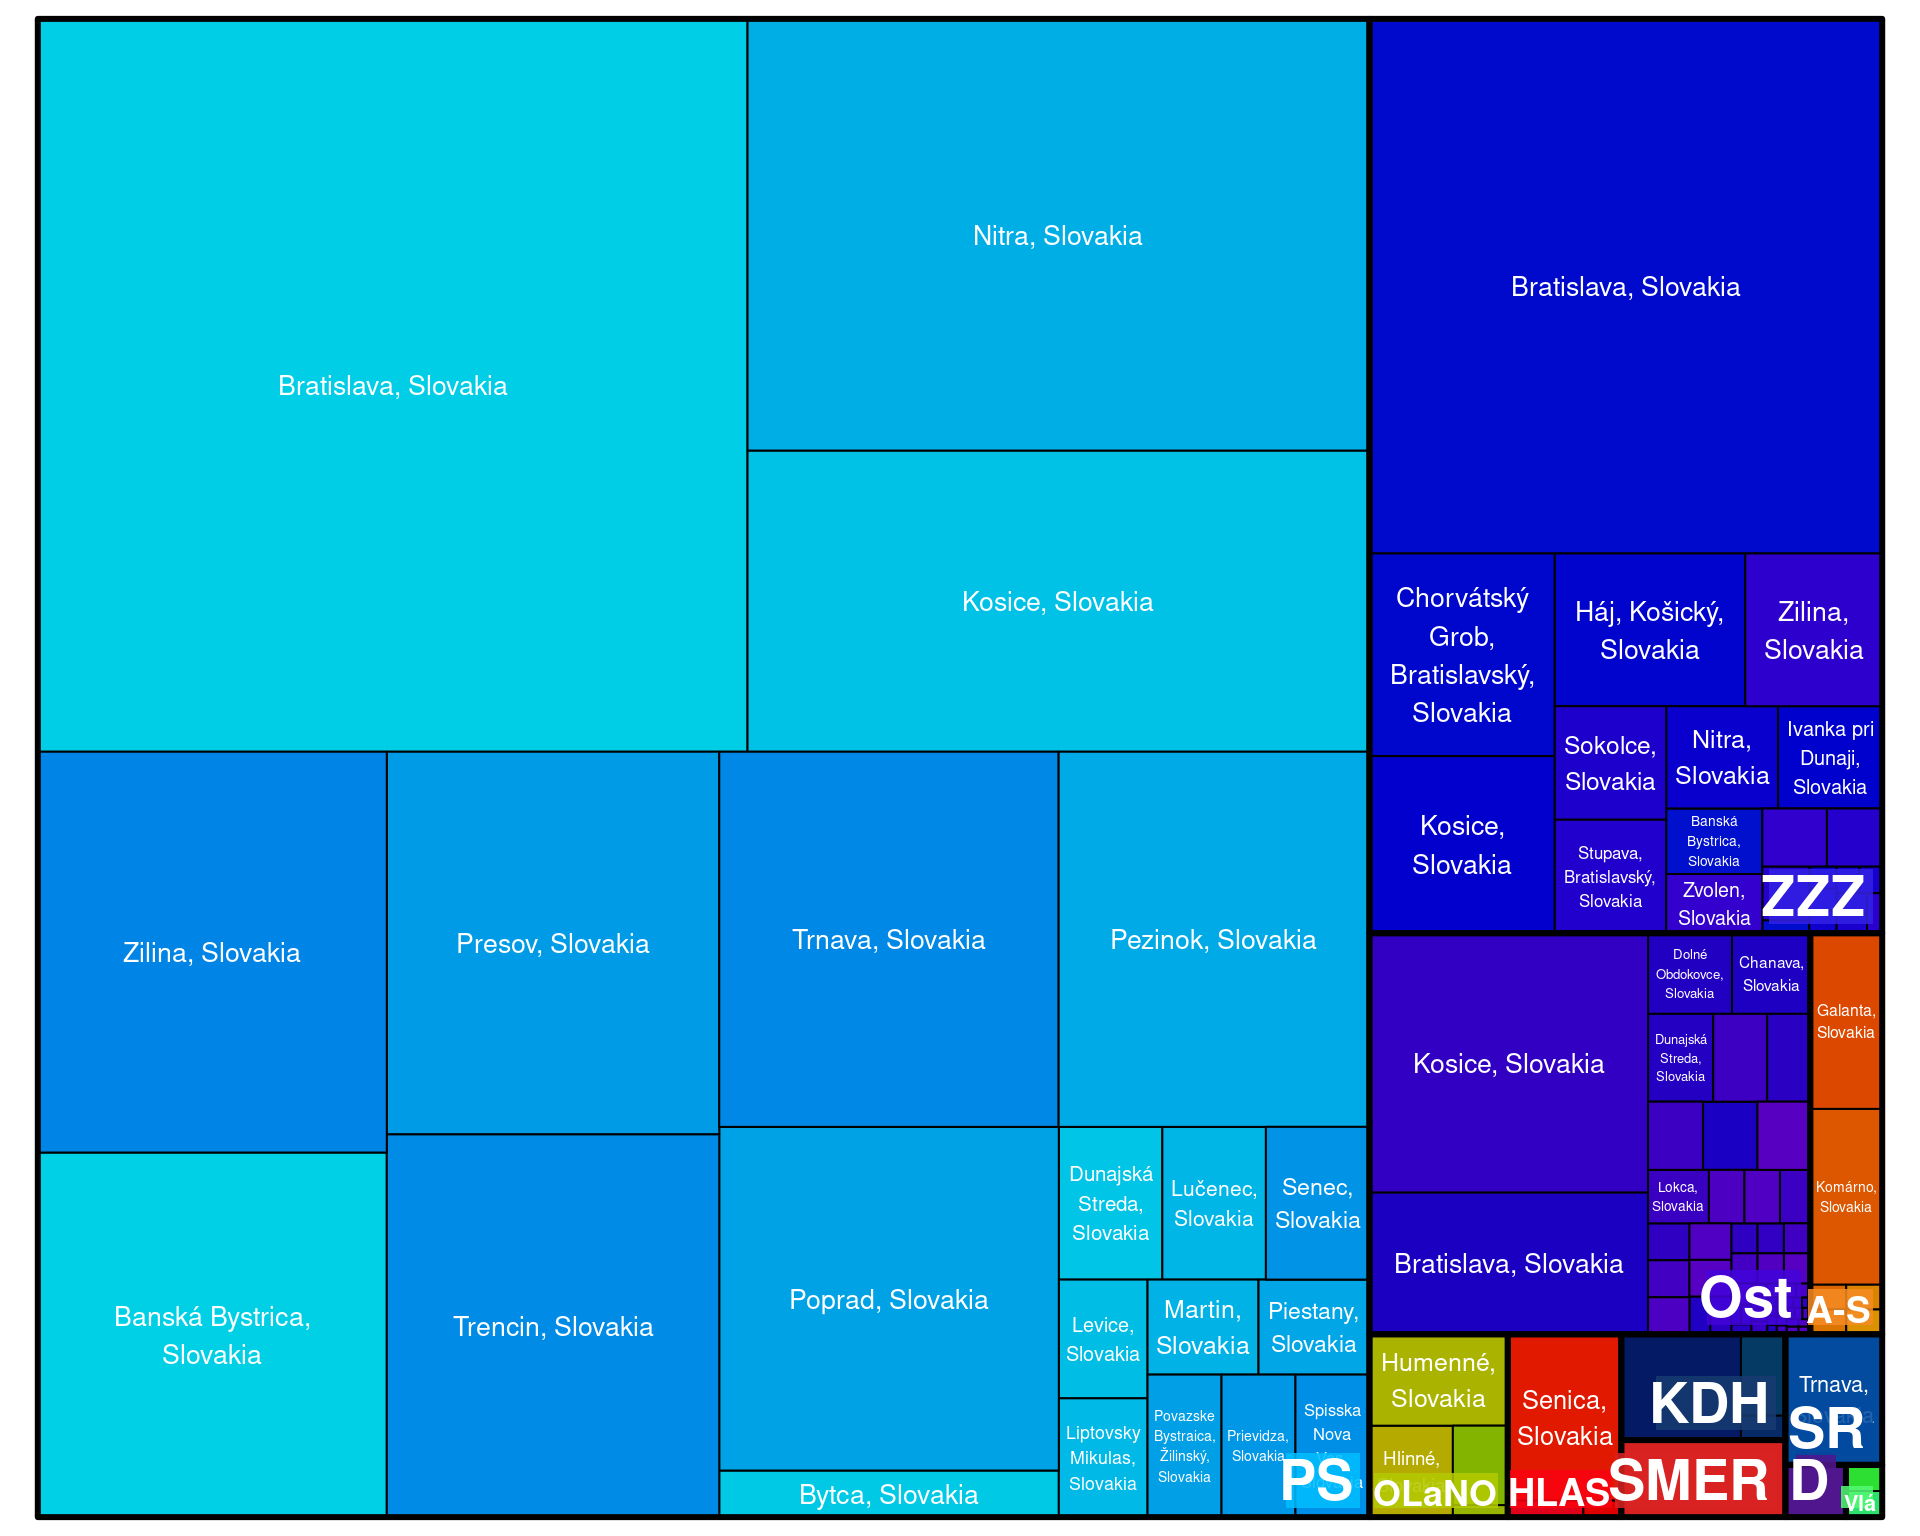 Bratislava, Slovakia
Nitra, Slovakia
Kosice, Slovakia
Zilina, Slovakia
Presov, Slovakia
Trnava, Slovakia
Pezinok, Slovakia
Banská Bystrica,
Slovakia
Trencin, Slovakia
Poprad, Slovakia
Bytca, Slovakia
Dunajská
Streda,
Slovakia
Lučenec,
Slovakia
Senec,
Slovakia
Levice,
Slovakia
Martin,
Slovakia
Piestany,
Slovakia
Liptovsky
Mikulas,
Slovakia
Povazske
Bystraica,
Žilinský,
Slovakia
Prievidza,
Slovakia
Spisska
Nova
PS
Bratislava, Slovakia
Chorvátský
Grob,
Bratislavský,
Slovakia
Háj, Košický,
Slovakia
Zilina,
Slovakia
Kosice,
Slovakia
Sokolce,
Slovakia
Nitra,
Slovakia
Ivanka pri
Dunaji,
Slovakia
Stupava,
Bratislavský,
Slovakia
Banská
Bystrica,
Slovakia
Zvolen,
Slovakia
ZZZ
Kosice, Slovakia
Bratislava, Slovakia
Dolné
Obdokovce,
Slovakia
Chanava,
Slovakia
Dunajská
Streda,
Slovakia
Lokca,
Slovakia
Ost
Galanta,
Slovakia
Komárno,
Slovakia
A-S
Humenné,
Slovakia
Hlinné,
OLaNO
Senica,
Slovakia
HLAS
KDH
SMER
Trnava,
SR
D
Vlá